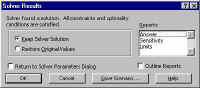 Solver Results
Solver found a solution. All constraints and optimality
conditions are satisfied.
Reports
Keep Solver Solution
Restore Original Values
Answer
Sensitivity
Limits
Return to Solver Parameters Dialog
Outline Reports
OK
Cancel
Save Scenario...
Help